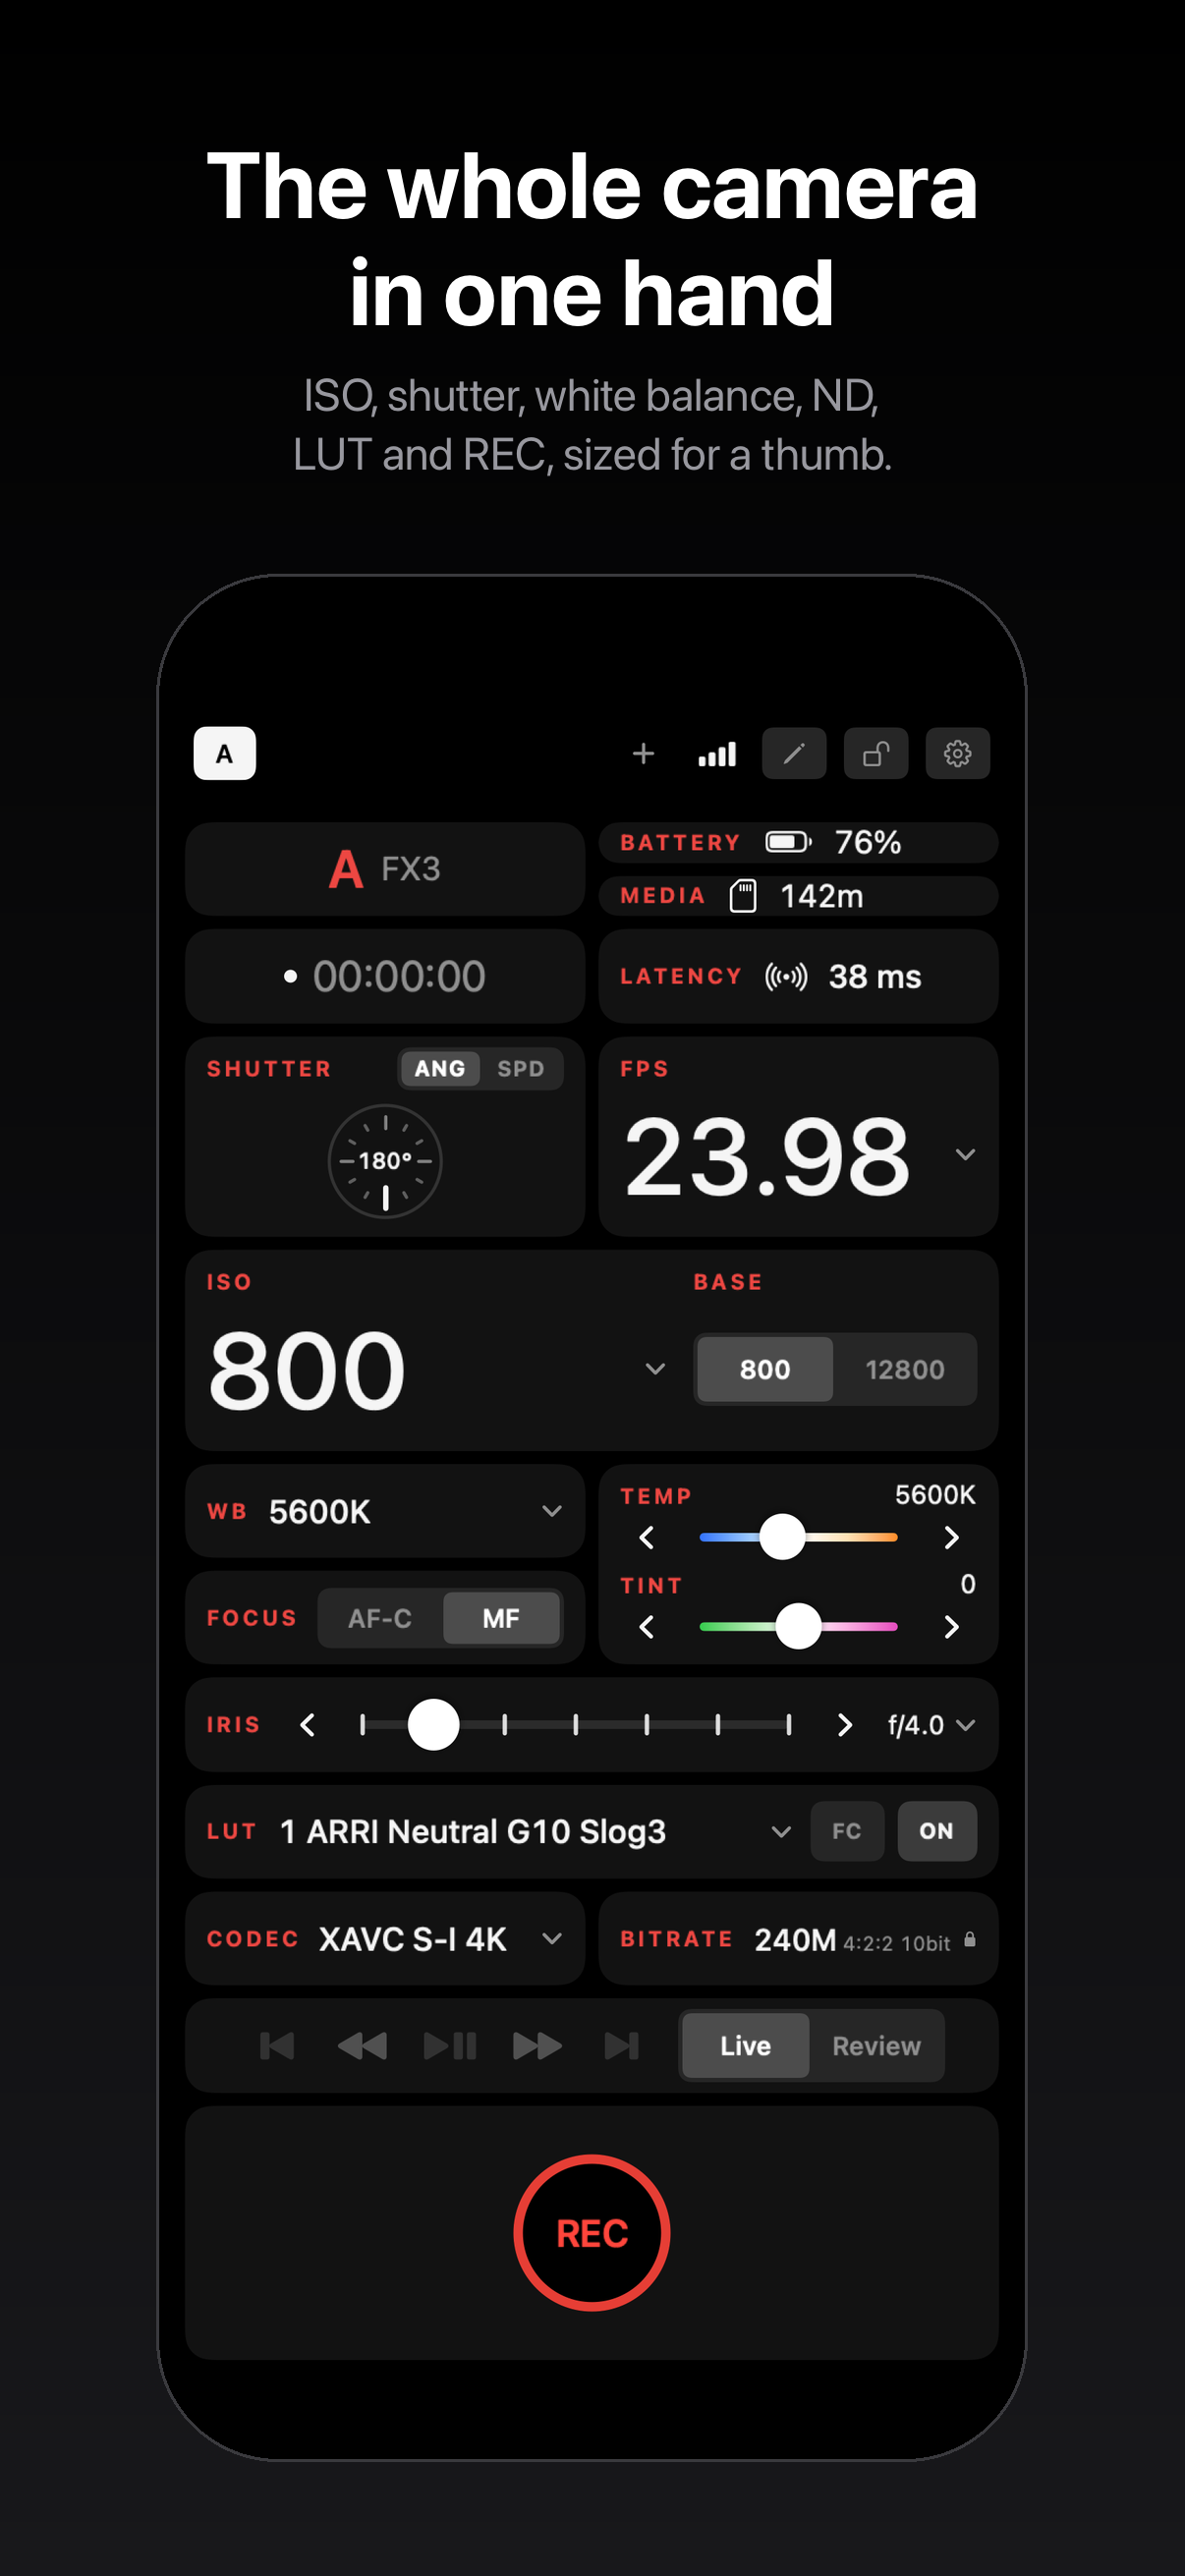 The whole camera
in one hand
ISO, shutter, white balance, ND,
LUT and REC, sized for a thumb.
A
A FX3
BATTERY 76%
MEDIA 142m
00:00:00
LATENCY 38 ms
SHUTTER ANG SPD
180°
FPS
23.98
ISO
800
BASE
800 12800
WB 5600K
TEMP 5600K
TINT 0
FOCUS AF-C MF
IRIS f/4.0
LUT 1 ARRI Neutral G10 Slog3 FC ON
CODEC XAVC S-I 4K
BITRATE 240M 4:2:2 10bit
Live Review
REC